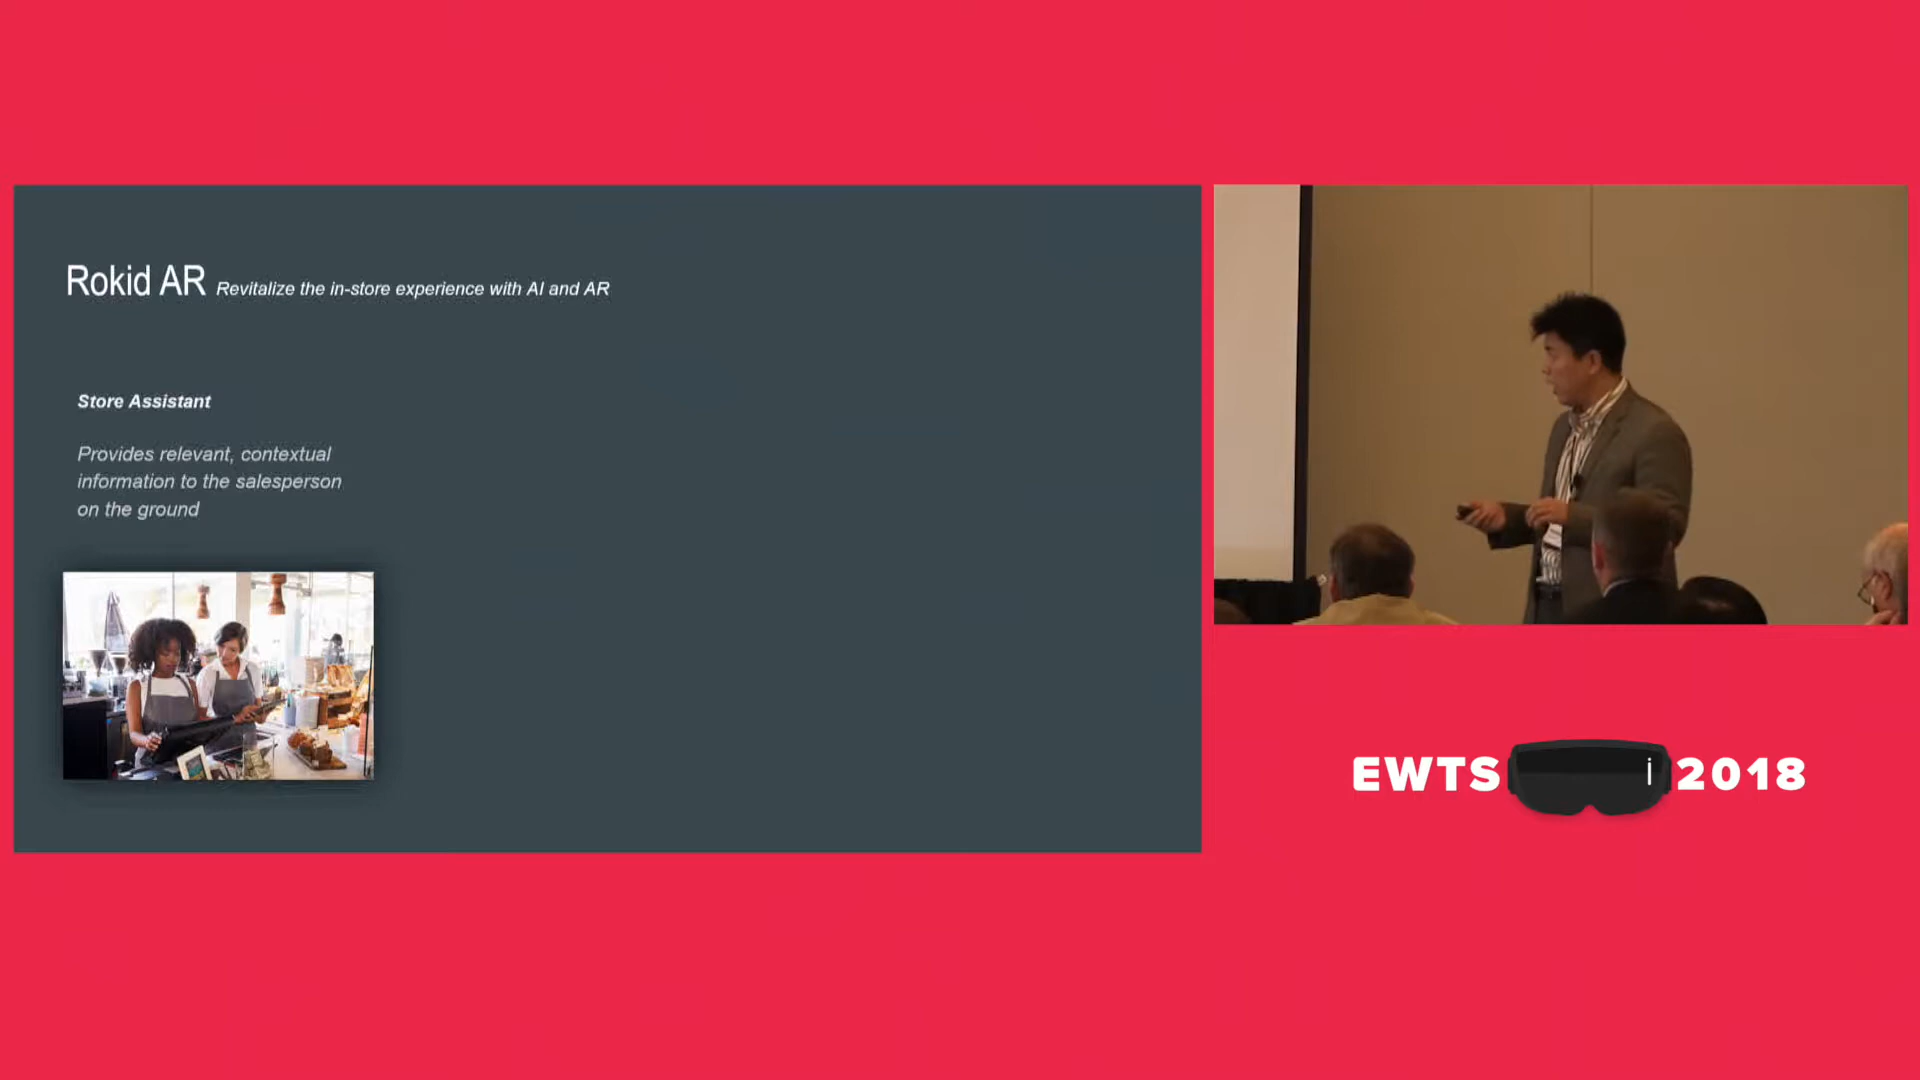 Rokid AR Revitalize the in-store experience with AI and AR
Store Assistant
Provides relevant, contextual
information to the salesperson
on the ground
EWTS i 2018